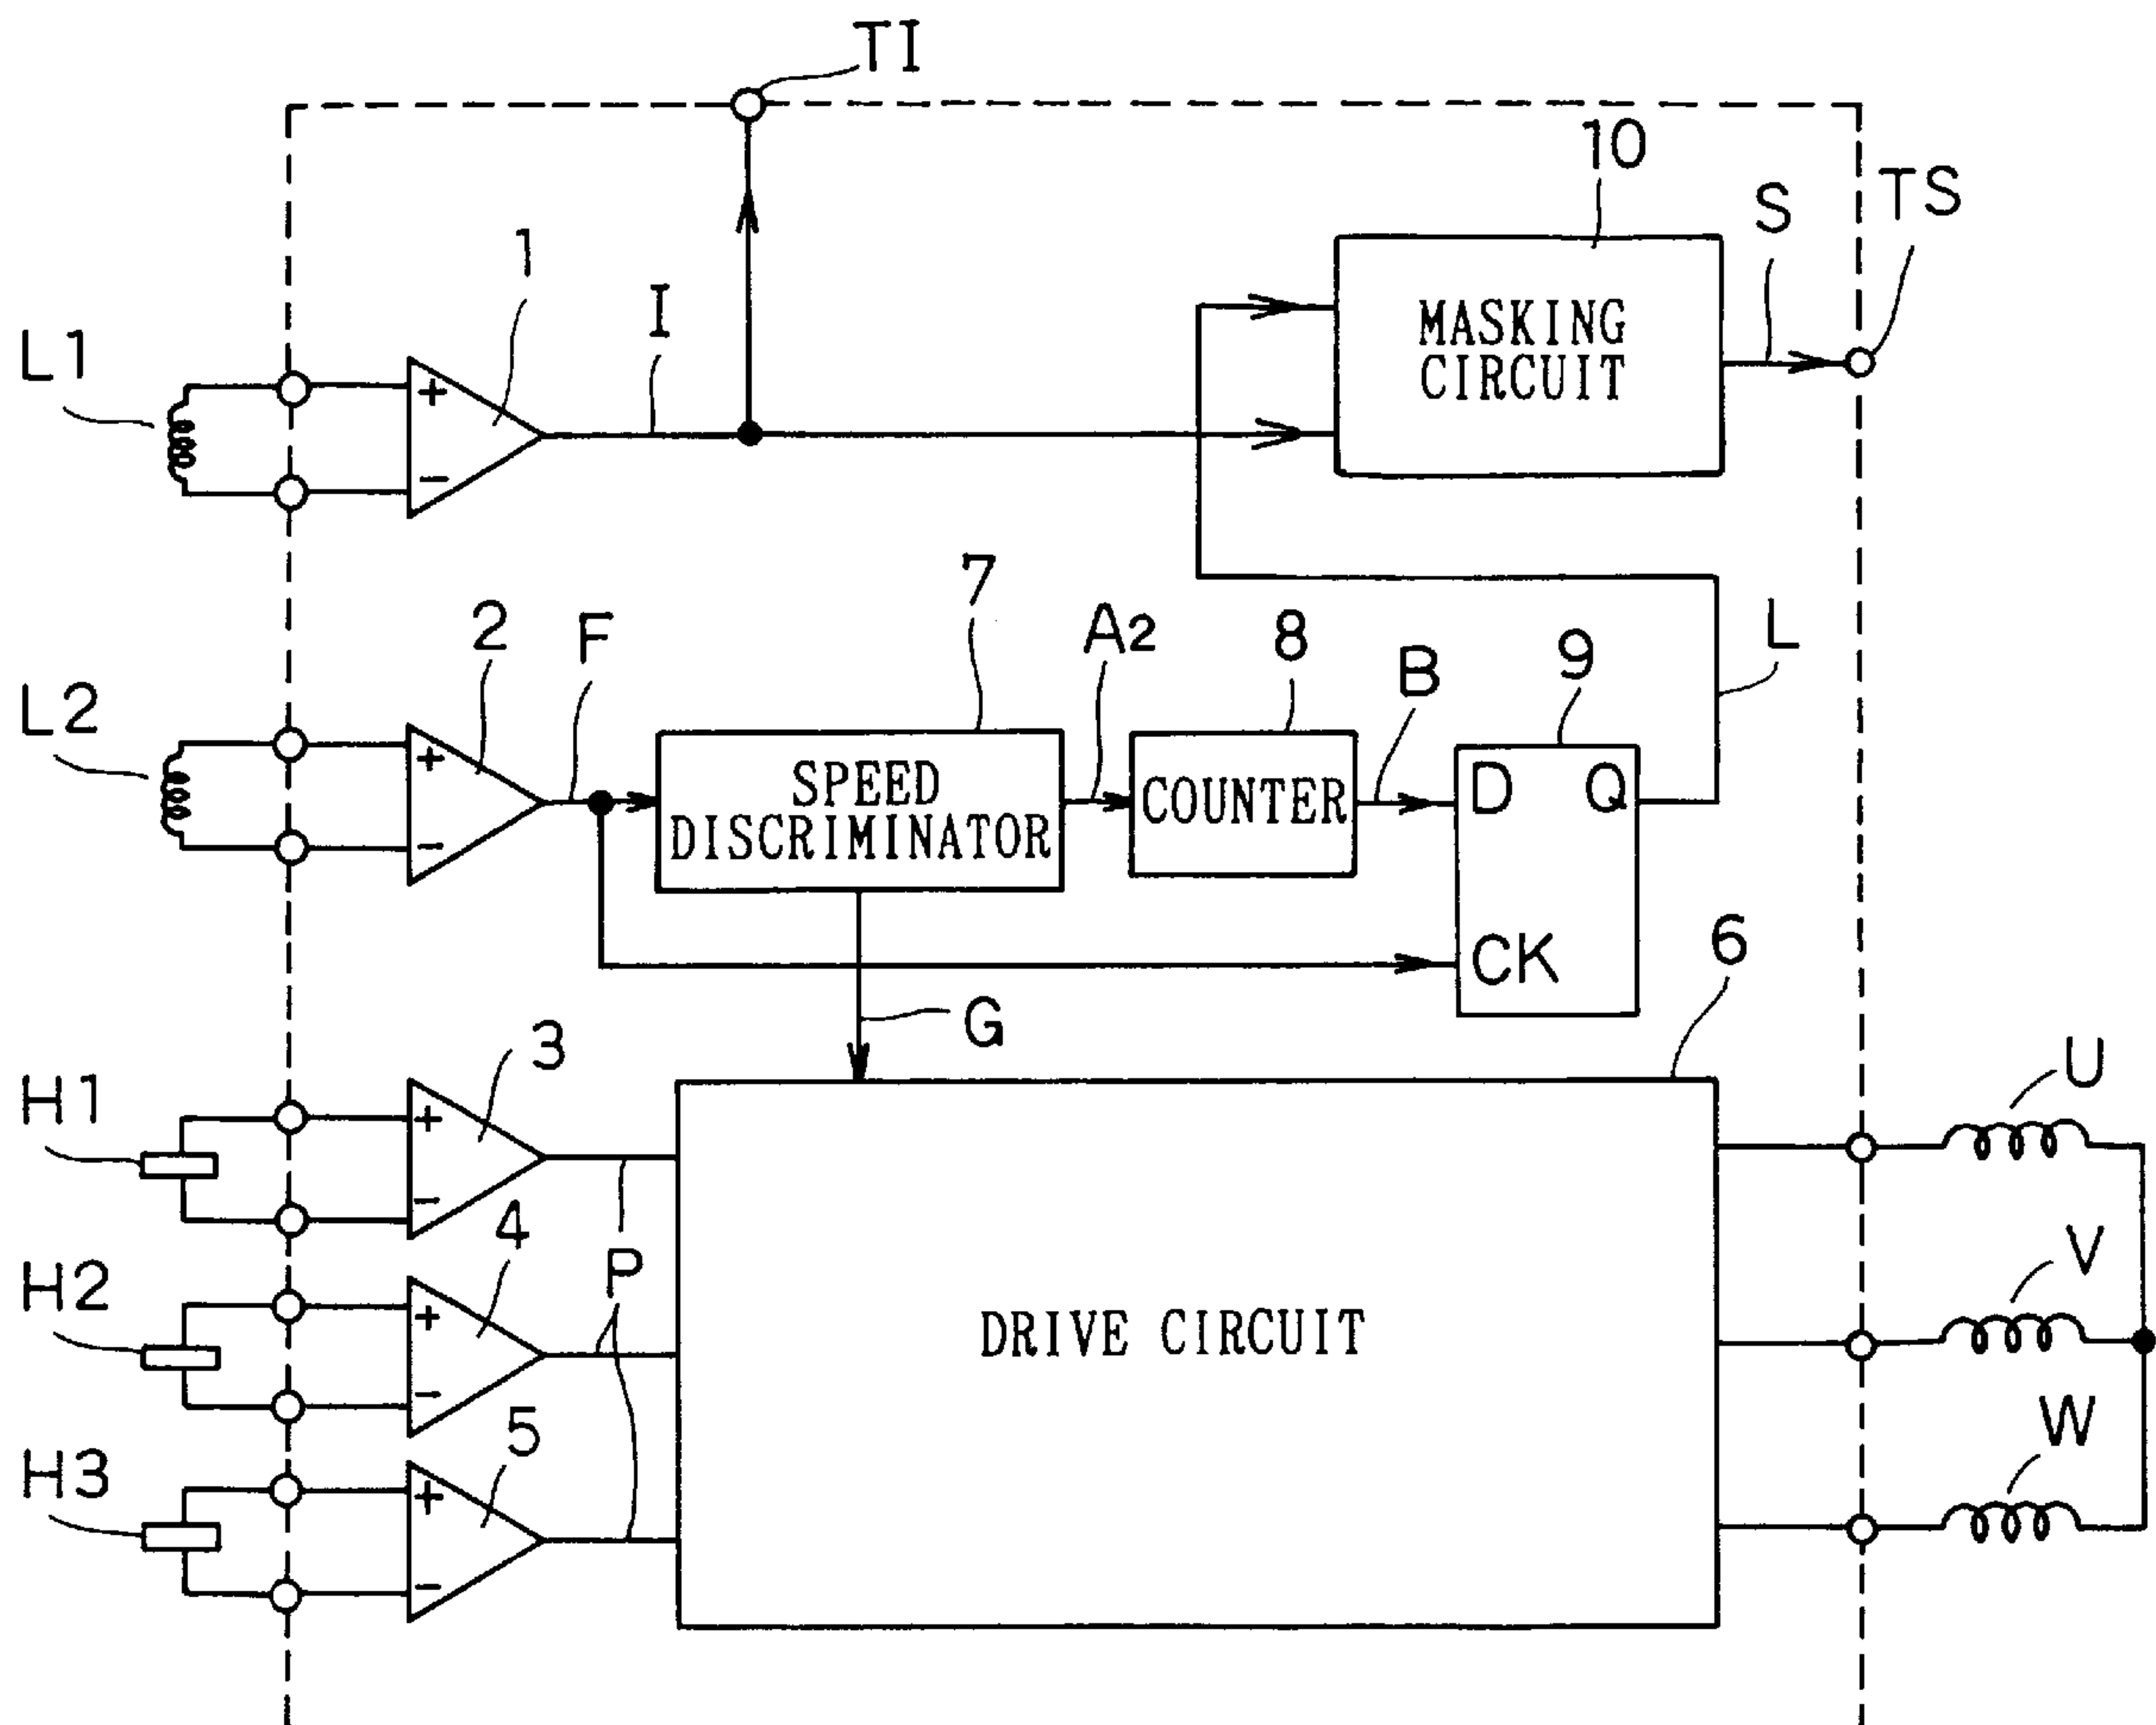 TI
10
TS
S
1
I
MASKING
CIRCUIT
L1
+
−
7
2
F
A2
8
B
9
L
L2
+
−
SPEED
DISCRIMINATOR
COUNTER
D Q
CK
6
G
3
U
H1
+
−
4
P
V
H2
+
−
DRIVE CIRCUIT
5
W
H3
+
−